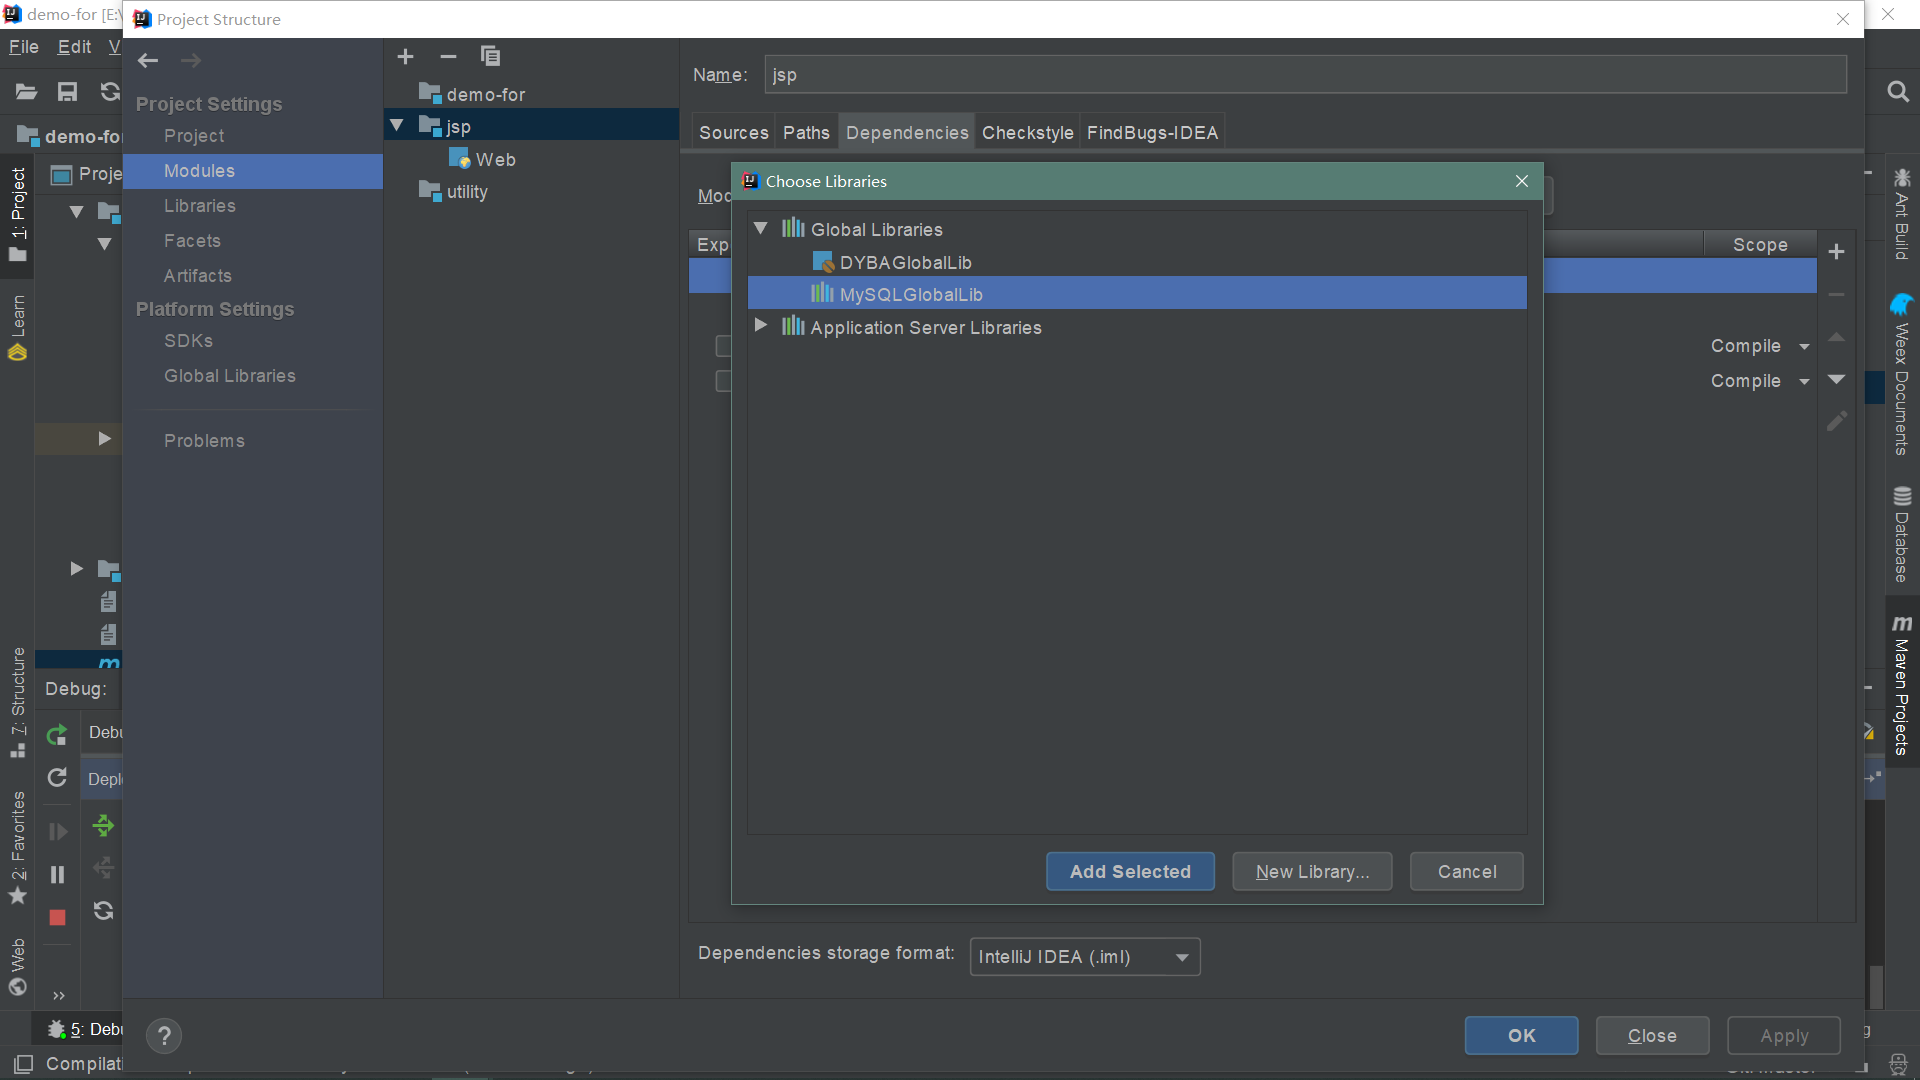 demo-for [E:\
Project Structure
File Edit V
Project Settings
Project
Modules
Libraries
Facets
Artifacts
Platform Settings
SDKs
Global Libraries
Problems
demo-for
jsp
Web
utility
Name: jsp
Sources Paths Dependencies Checkstyle FindBugs-IDEA
Mod
Exp
Scope
Compile
Compile
Choose Libraries
Global Libraries
DYBAGlobalLib
MySQLGlobalLib
Application Server Libraries
Add Selected New Library... Cancel
Dependencies storage format: IntelliJ IDEA (.iml)
? OK Close Apply
demo-for
Proje
1: Project
Learn
7: Structure
2: Favorites
Web
Debug:
Debu
Depl
5: Debu
Compilati
Ant Build
Weex Documents
Database
m
Maven Projects